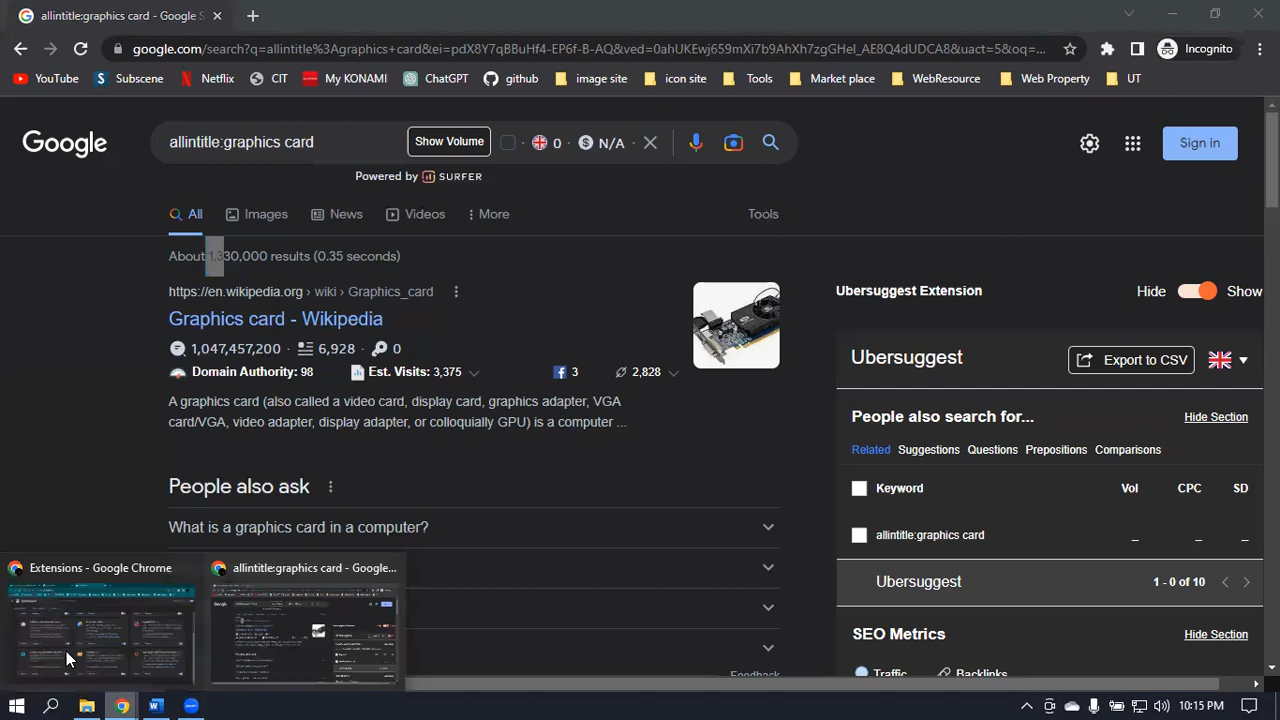 allintitle:graphics card - Google S
google.com/search?q=allintitle%3Agraphics+card&ei=pdX8Y7qBBuHf4-EP6f-B-AQ&ved=0ahUKEwj659mXi7b9AhXh7zgGHeI_AE8Q4dUDCA8&uact=5&oq=...
Incognito
YouTube
Subscene
Netflix
CIT
My KONAMI
ChatGPT
github
image site
icon site
Tools
Market place
WebResource
Web Property
UT
Google
allintitle:graphics card
Show Volume
0
N/A
Sign in
Powered by SURFER
All
Images
News
Videos
More
Tools
About 1,330,000 results (0.35 seconds)
https://en.wikipedia.org › wiki › Graphics_card
Graphics card - Wikipedia
1,047,457,200 · 6,928 · 0
Domain Authority: 98
Est. Visits: 3,375
3
2,828
A graphics card (also called a video card, display card, graphics adapter, VGA
card/VGA, video adapter, display adapter, or colloquially GPU) is a computer ...
People also ask
What is a graphics card in a computer?
Feedback
Ubersuggest Extension
Hide
Show
Ubersuggest
Export to CSV
People also search for...
Hide Section
Related
Suggestions
Questions
Prepositions
Comparisons
Keyword
Vol
CPC
SD
allintitle:graphics card
Ubersuggest
1 - 0 of 10
SEO Metrics
Hide Section
Traffic
Backlinks
Extensions - Google Chrome
allintitle:graphics card - Google...
10:15 PM